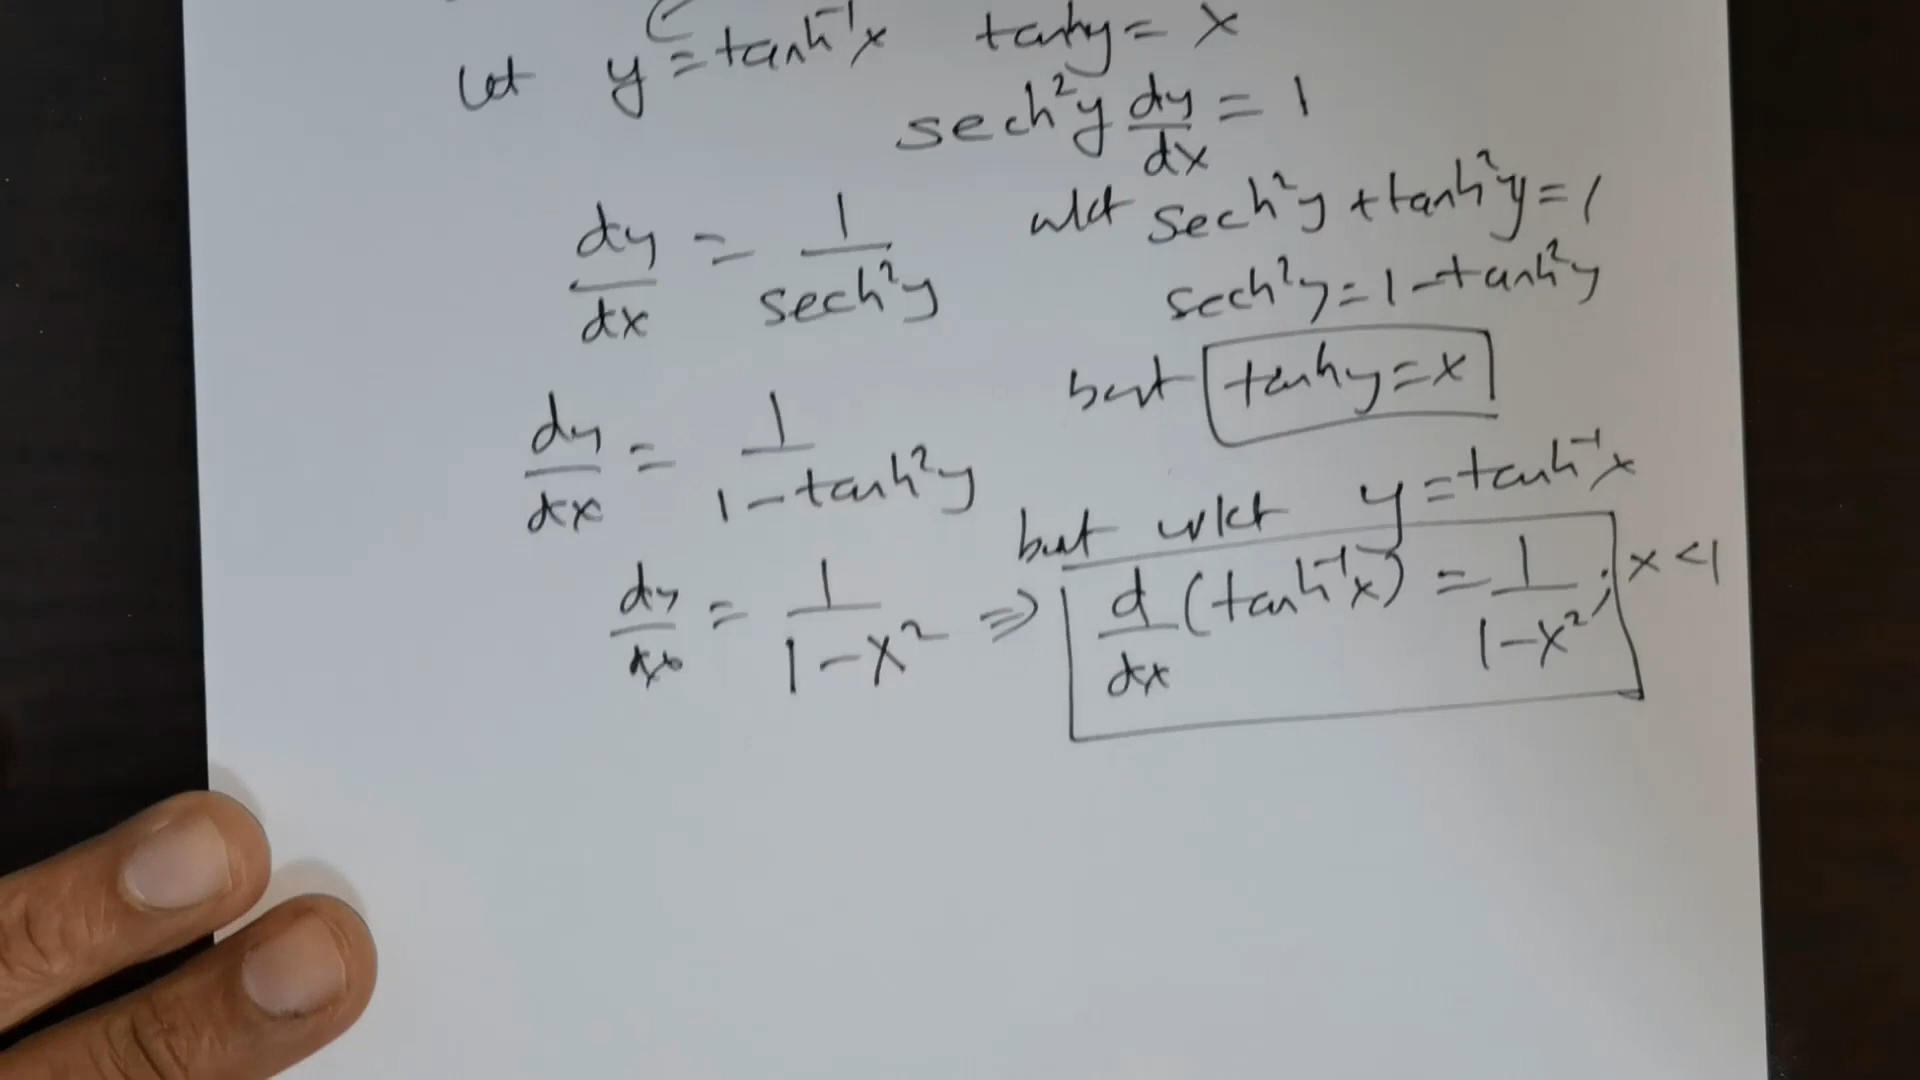 let y = tanh⁻¹x tanhy = x
sech²y dy/dx = 1
dy/dx = 1/sech²y wkt sech²y + tanh²y = 1
sech²y = 1 - tanh²y
but tanhy = x
dy/dx = 1/(1 - tanh²y)
but wkt y = tanh⁻¹x
dy/dx = 1/(1 - x²) ⇒ d/dx (tanh⁻¹x) = 1/(1 - x²) ; x < 1